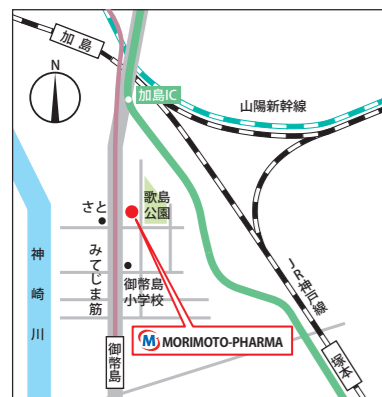 加島
N
加島IC
山陽新幹線
さと
歌島
公園
神崎川
みてじま筋
御幣島
小学校
JR神戸線
M MORIMOTO-PHARMA
御幣島
塚本